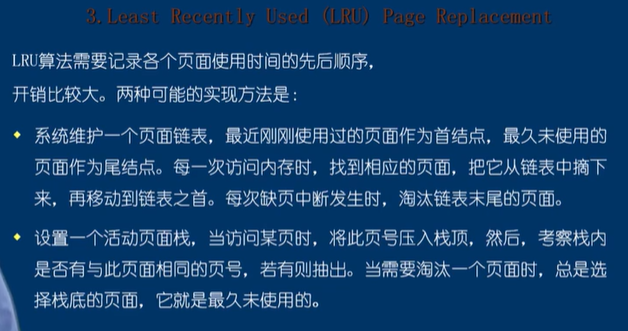 3.Least Recently Used (LRU) Page Replacement
LRU算法需要记录各个页面使用时间的先后顺序，
开销比较大。两种可能的实现方法是：
系统维护一个页面链表，最近刚刚使用过的页面作为首结点，最久未使用的
页面作为尾结点。每一次访问内存时，找到相应的页面，把它从链表中摘下
来，再移动到链表之首。每次缺页中断发生时，淘汰链表末尾的页面。
设置一个活动页面栈，当访问某页时，将此页号压入栈顶，然后，考察栈内
是否有与此页面相同的页号，若有则抽出。当需要淘汰一个页面时，总是选
择栈底的页面，它就是最久未使用的。